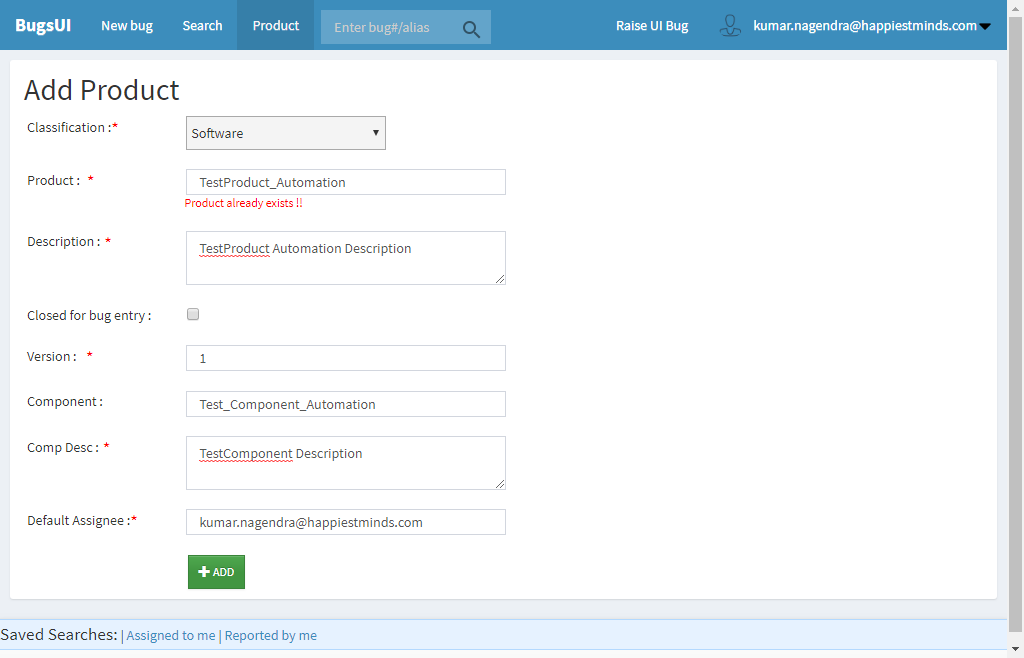 BugsUI New bug Search Product Enter bug#/alias Raise UI Bug kumar.nagendra@happiestminds.com
Add Product
Classification :* Software
Product : * TestProduct_Automation
Product already exists !!
Description : * TestProduct Automation Description
Closed for bug entry :
Version : * 1
Component : Test_Component_Automation
Comp Desc : * TestComponent Description
Default Assignee :* kumar.nagendra@happiestminds.com
ADD
Saved Searches: | Assigned to me | Reported by me